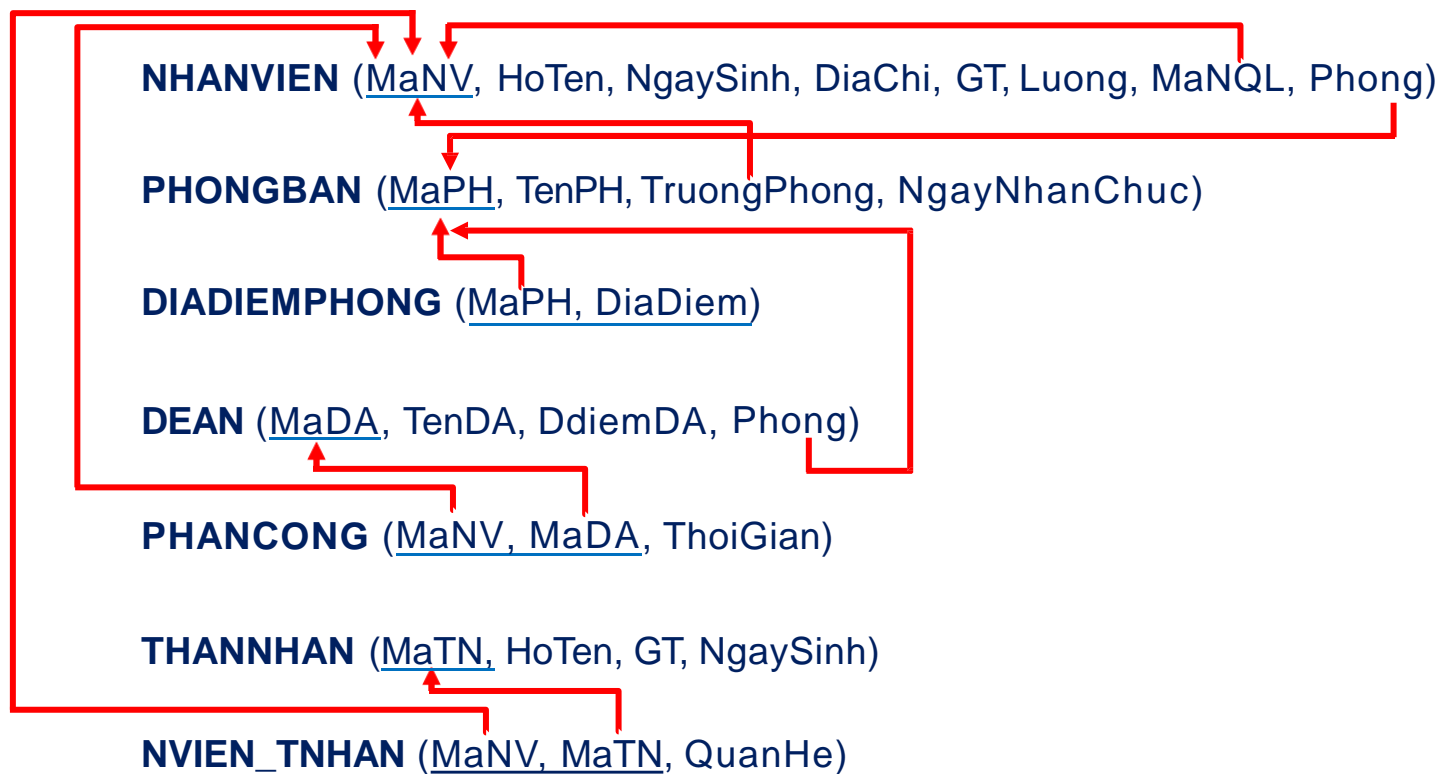 NHANVIEN (MaNV, HoTen, NgaySinh, DiaChi, GT, Luong, MaNQL, Phong)
PHONGBAN (MaPH, TenPH, TruongPhong, NgayNhanChuc)
DIADIEMPHONG (MaPH, DiaDiem)
DEAN (MaDA, TenDA, DdiemDA, Phong)
PHANCONG (MaNV, MaDA, ThoiGian)
THANNHAN (MaTN, HoTen, GT, NgaySinh)
NVIEN_TNHAN (MaNV, MaTN, QuanHe)